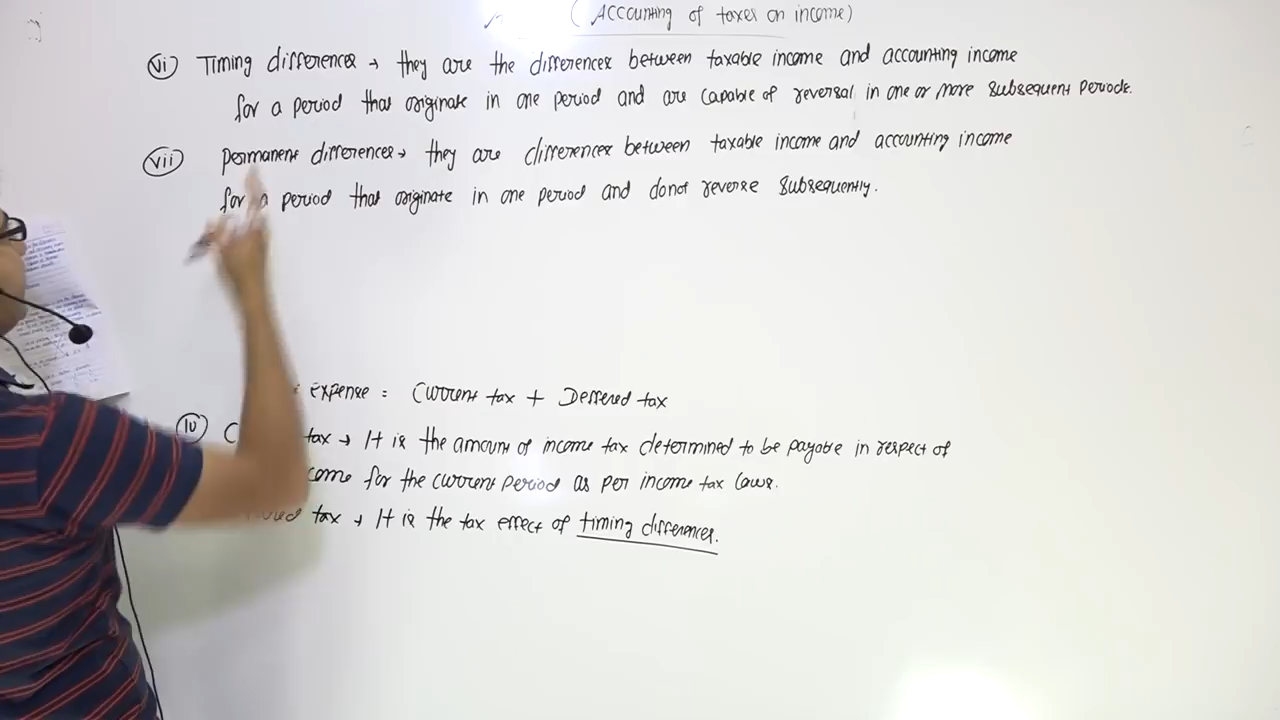 (Accounting of taxes on income)
(vi) Timing differences → they are the differences between taxable income and accounting income
for a period that originate in one period and are capable of reversal in one or more subsequent periods.
(vii) permanent differences → they are differences between taxable income and accounting income
for a period that originate in one period and do not reverse subsequently.
expense = Current tax + Deferred tax
(10) C tax → It is the amount of income tax determined to be payable in respect of
come for the current period as per income tax laws.
tax → It is the tax effect of timing differences.